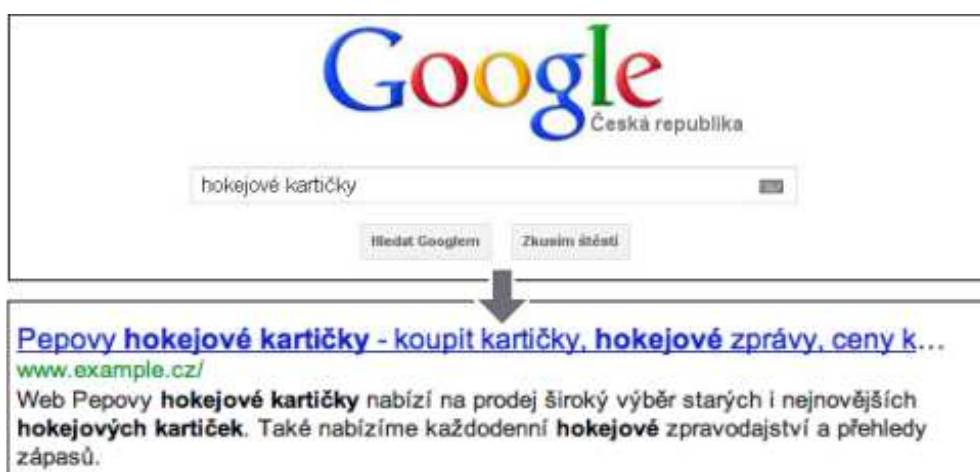 Google
Česká republika
hokejové kartičky
Hledat Googlem Zkusím štěstí
Pepovy hokejové kartičky - koupit kartičky, hokejové zprávy, ceny k...
www.example.cz/
Web Pepovy hokejové kartičky nabízí na prodej široký výběr starých i nejnovějších
hokejových kartiček. Také nabízíme každodenní hokejové zpravodajství a přehledy
zápasů.